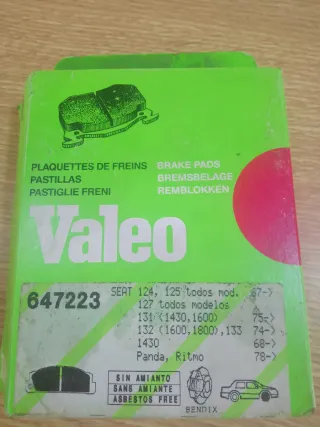 PLAQUETTES DE FREINS
PASTILLAS
PASTIGLIE FRENI
BRAKE PADS
BREMSBELAGE
REMBLOKKEN
Valeo
647223
SEAT 124, 125 todos mod. 67->
127 todos modelos
131 (1430,1600) 75->
132 (1600,1800),133 74->
1430 68->
Panda, Ritmo 78->
SIN AMIANTO
SANS AMIANTE
ASBESTOS FREE
BENDIX